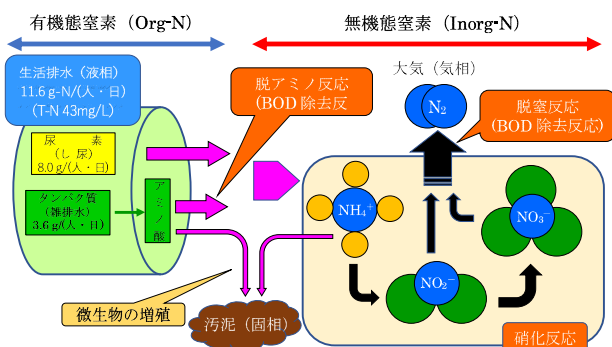 有機態窒素（Org-N）
無機態窒素（Inorg-N）
生活排水（液相）
11.6 g-N/(人・日)
(T-N 43mg/L)
脱アミノ反応
（BOD 除去反
大気（気相）
N₂
脱窒反応
（BOD 除去反応）
尿　素
（し 尿）
8.0 g/(人・日)
タンパク質
（雑排水）
3.6 g/(人・日)
アミノ酸
NH₄⁺
NO₃⁻
NO₂⁻
微生物の増殖
汚泥（固相）
硝化反応